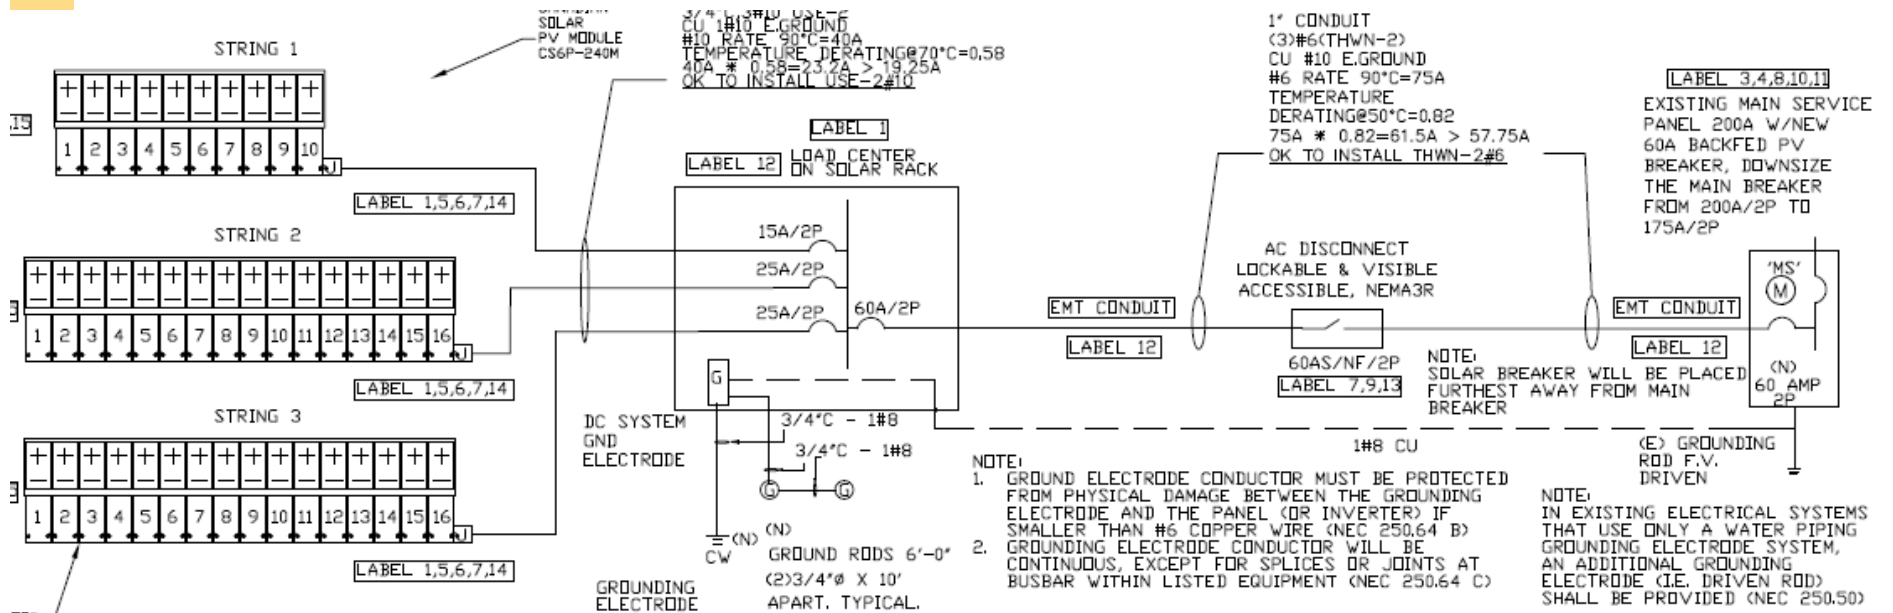 SOLAR
PV MODULE
CS6P-240M
3/4"C 3#10 USE-2
CU 1#10 E.GROUND
#10 RATE 90°C=40A
TEMPERATURE DERATING@70°C=0.58
40A * 0.58=23.2A > 19.25A
OK TO INSTALL USE-2#10
1" CONDUIT
(3)#6(THWN-2)
CU #10 E.GROUND
#6 RATE 90°C=75A
TEMPERATURE
DERATING@50°C=0.82
75A * 0.82=61.5A > 57.75A
OK TO INSTALL THWN-2#6
LABEL 3,4,8,10,11
EXISTING MAIN SERVICE
PANEL 200A W/NEW
60A BACKFED PV
BREAKER, DOWNSIZE
THE MAIN BREAKER
FROM 200A/2P TO
175A/2P
STRING 1
+ + + + + + + + + +
- - - - - - - - - -
1 2 3 4 5 6 7 8 9 10
J
15
LABEL 1,5,6,7,14
STRING 2
+ + + + + + + + + + + + + + + +
- - - - - - - - - - - - - - - -
1 2 3 4 5 6 7 8 9 10 11 12 13 14 15 16
J
LABEL 1,5,6,7,14
STRING 3
+ + + + + + + + + + + + + + + +
- - - - - - - - - - - - - - - -
1 2 3 4 5 6 7 8 9 10 11 12 13 14 15 16
J
LABEL 1,5,6,7,14
LABEL 1
LABEL 12
LOAD CENTER
ON SOLAR RACK
15A/2P
25A/2P
25A/2P
60A/2P
G
DC SYSTEM
GND
ELECTRODE
3/4"C - 1#8
3/4"C - 1#8
G G
(N)
CW
(N)
GROUND RODS 6'-0"
(2)3/4"Ø X 10'
APART. TYPICAL.
GROUNDING
ELECTRODE
EMT CONDUIT
LABEL 12
AC DISCONNECT
LOCKABLE & VISIBLE
ACCESSIBLE, NEMA3R
60AS/NF/2P
LABEL 7,9,13
EMT CONDUIT
LABEL 12
NOTE:
SOLAR BREAKER WILL BE PLACED
FURTHEST AWAY FROM MAIN
BREAKER
'MS'
M
(N)
60 AMP
2P
1#8 CU
(E) GROUNDING
ROD F.V.
DRIVEN
NOTE:
1. GROUND ELECTRODE CONDUCTOR MUST BE PROTECTED
FROM PHYSICAL DAMAGE BETWEEN THE GROUNDING
ELECTRODE AND THE PANEL (OR INVERTER) IF
SMALLER THAN #6 COPPER WIRE (NEC 250.64 B)
2. GROUNDING ELECTRODE CONDUCTOR WILL BE
CONTINUOUS, EXCEPT FOR SPLICES OR JOINTS AT
BUSBAR WITHIN LISTED EQUIPMENT (NEC 250.64 C)
NOTE:
IN EXISTING ELECTRICAL SYSTEMS
THAT USE ONLY A WATER PIPING
GROUNDING ELECTRODE SYSTEM,
AN ADDITIONAL GROUNDING
ELECTRODE (I.E. DRIVEN ROD)
SHALL BE PROVIDED (NEC 250.50)